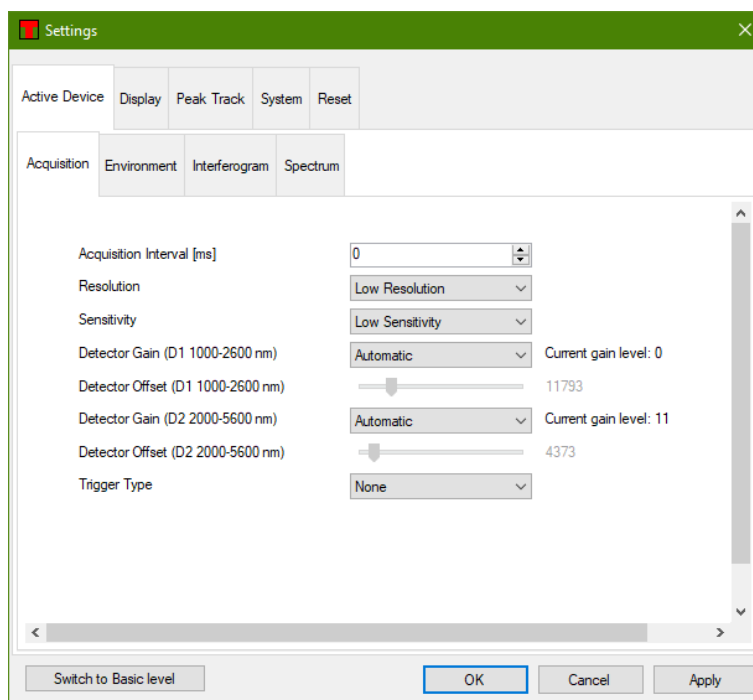 Settings
Active Device Display Peak Track System Reset
Acquisition Environment Interferogram Spectrum
Acquisition Interval [ms] 0
Resolution Low Resolution
Sensitivity Low Sensitivity
Detector Gain (D1 1000-2600 nm) Automatic Current gain level: 0
Detector Offset (D1 1000-2600 nm) 11793
Detector Gain (D2 2000-5600 nm) Automatic Current gain level: 11
Detector Offset (D2 2000-5600 nm) 4373
Trigger Type None
Switch to Basic level OK Cancel Apply